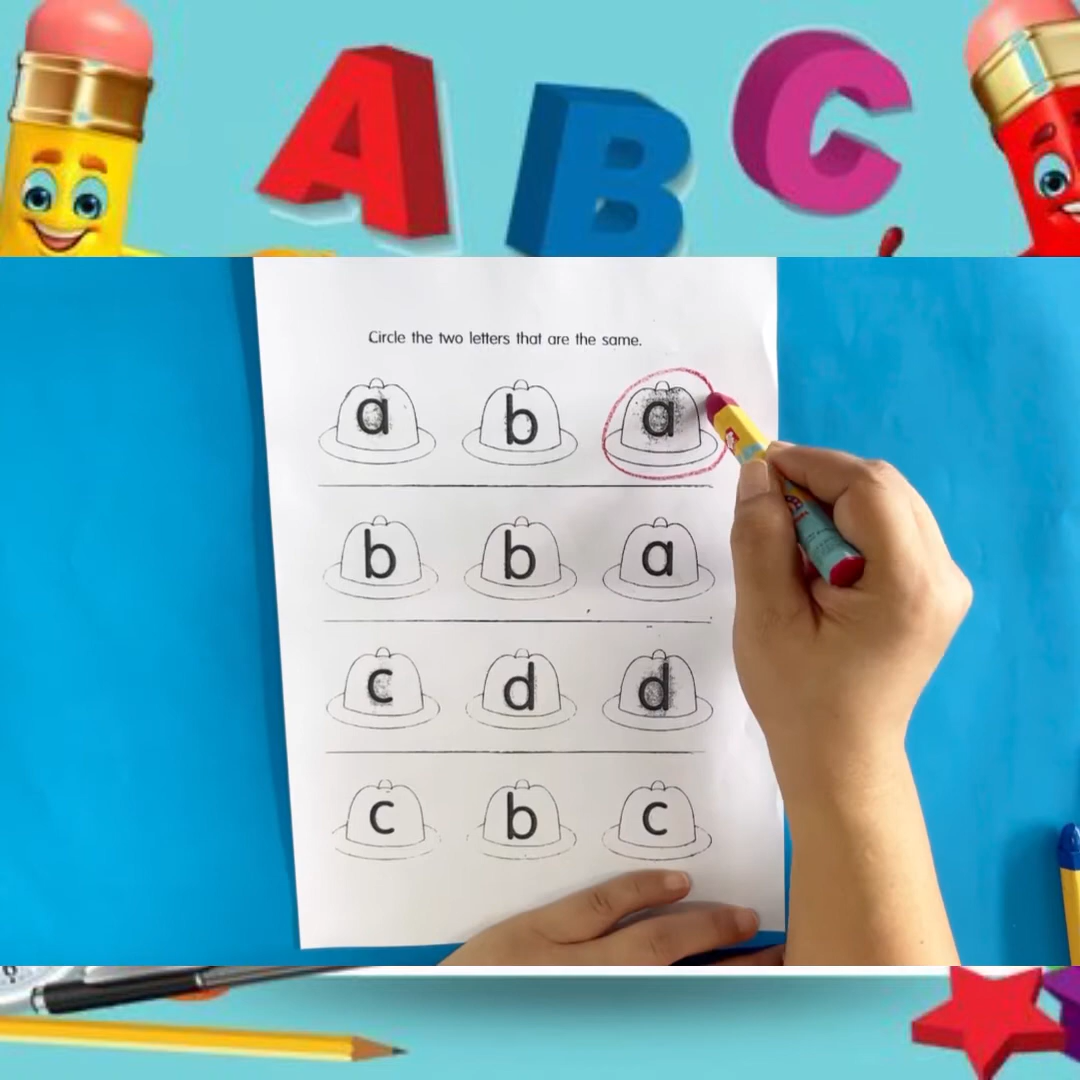 A B C
Circle the two letters that are the same.
a b a
b b a
c d d
c b c